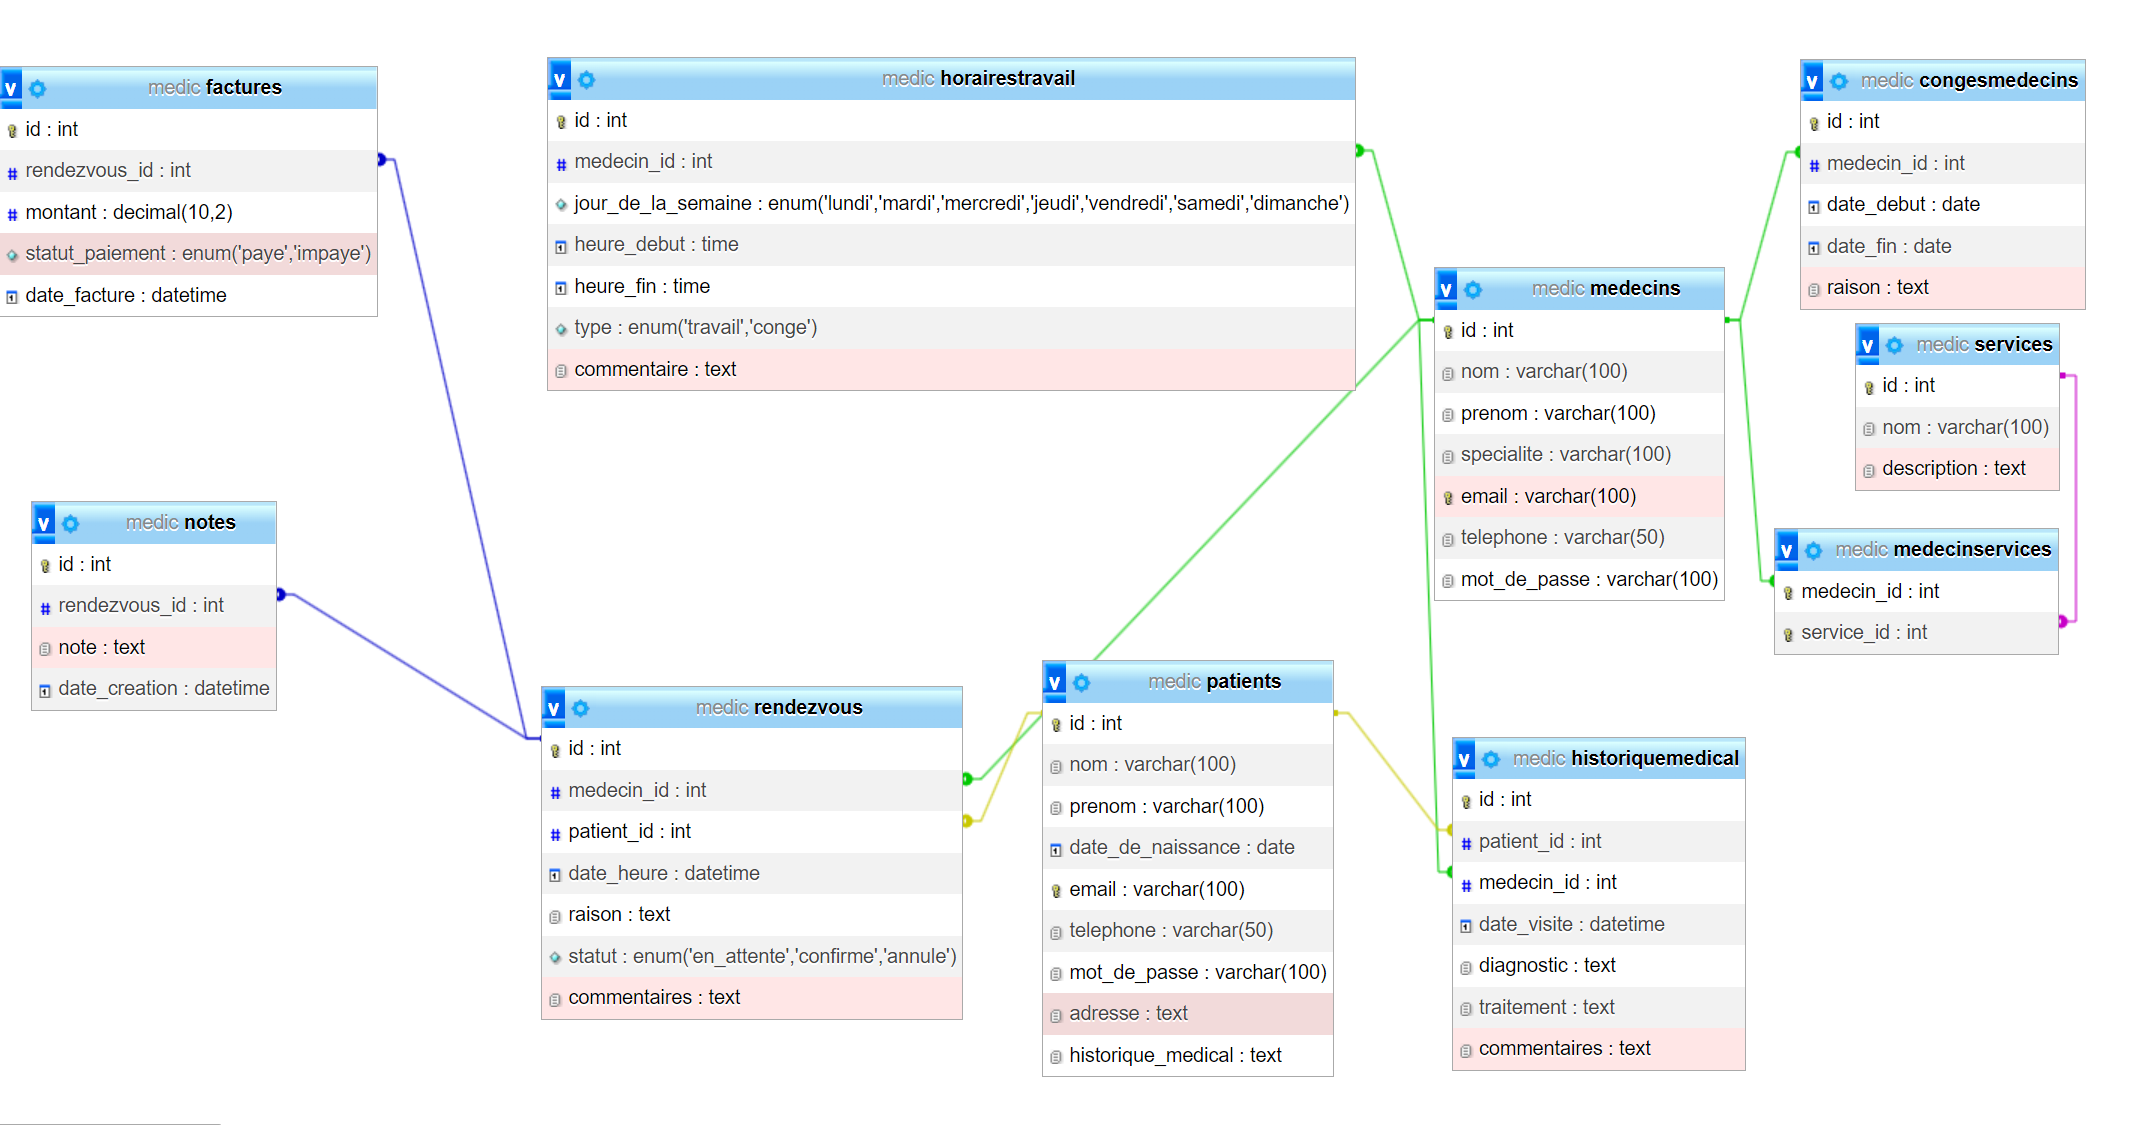 medic factures
id : int
rendezvous_id : int
montant : decimal(10,2)
statut_paiement : enum('paye','impaye')
date_facture : datetime
medic horairestravail
id : int
medecin_id : int
jour_de_la_semaine : enum('lundi','mardi','mercredi','jeudi','vendredi','samedi','dimanche')
heure_debut : time
heure_fin : time
type : enum('travail','conge')
commentaire : text
medic congesmedecins
id : int
medecin_id : int
date_debut : date
date_fin : date
raison : text
medic medecins
id : int
nom : varchar(100)
prenom : varchar(100)
specialite : varchar(100)
email : varchar(100)
telephone : varchar(50)
mot_de_passe : varchar(100)
medic services
id : int
nom : varchar(100)
description : text
medic medecinservices
medecin_id : int
service_id : int
medic notes
id : int
rendezvous_id : int
note : text
date_creation : datetime
medic rendezvous
id : int
medecin_id : int
patient_id : int
date_heure : datetime
raison : text
statut : enum('en_attente','confirme','annule')
commentaires : text
medic patients
id : int
nom : varchar(100)
prenom : varchar(100)
date_de_naissance : date
email : varchar(100)
telephone : varchar(50)
mot_de_passe : varchar(100)
adresse : text
historique_medical : text
medic historiquemedical
id : int
patient_id : int
medecin_id : int
date_visite : datetime
diagnostic : text
traitement : text
commentaires : text